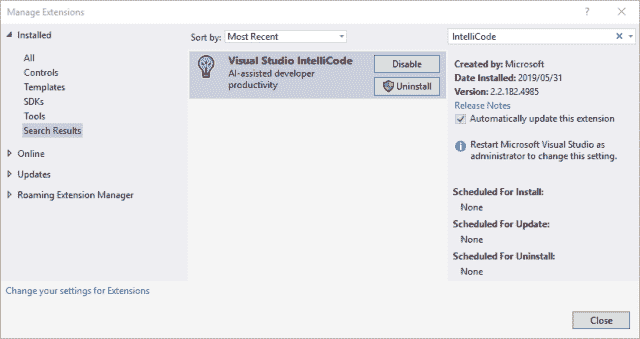 Manage Extensions
Installed
All
Controls
Templates
SDKs
Tools
Search Results
Online
Updates
Roaming Extension Manager
Change your settings for Extensions
Sort by: Most Recent
Visual Studio IntelliCode
AI-assisted developer
productivity
Disable
Uninstall
IntelliCode
Created by: Microsoft
Date Installed: 2019/05/31
Version: 2.2.182.4985
Release Notes
Automatically update this extension
Restart Microsoft Visual Studio as
administrator to change this setting.
Scheduled For Install:
None
Scheduled For Update:
None
Scheduled For Uninstall:
None
Close